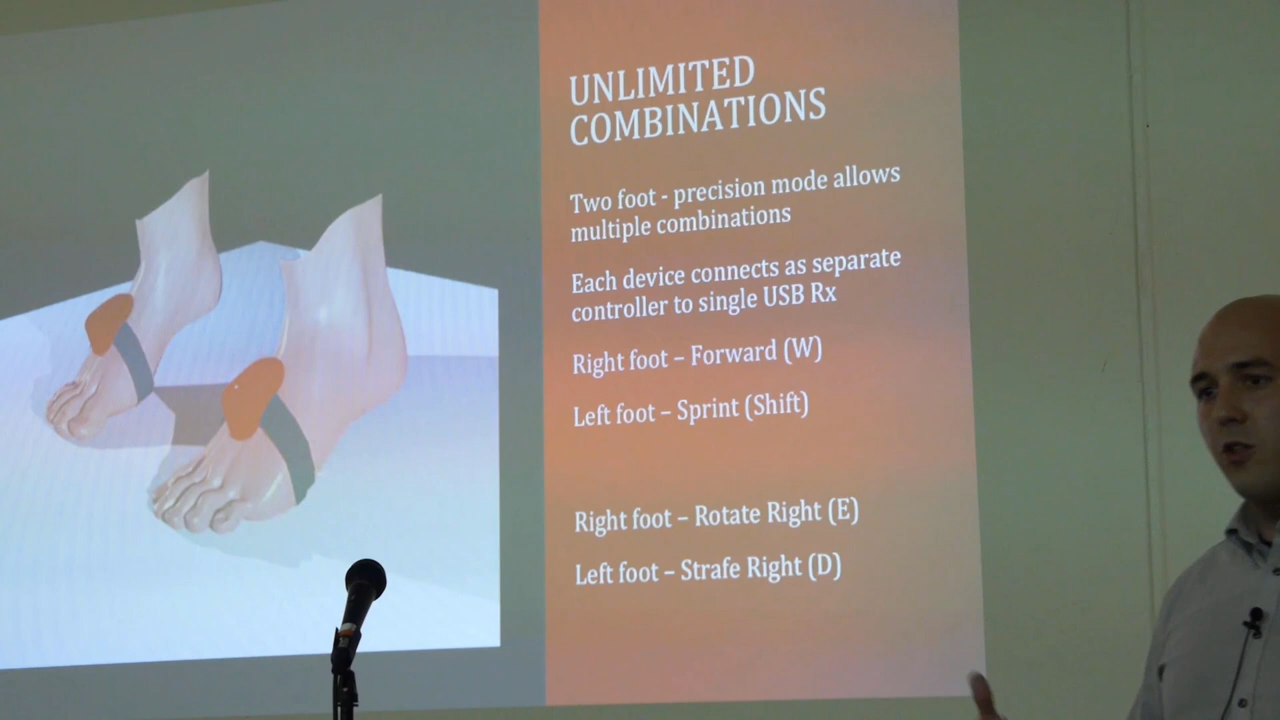 UNLIMITED
COMBINATIONS
Two foot - precision mode allows
multiple combinations
Each device connects as separate
controller to single USB Rx
Right foot – Forward (W)
Left foot – Sprint (Shift)
Right foot – Rotate Right (E)
Left foot – Strafe Right (D)